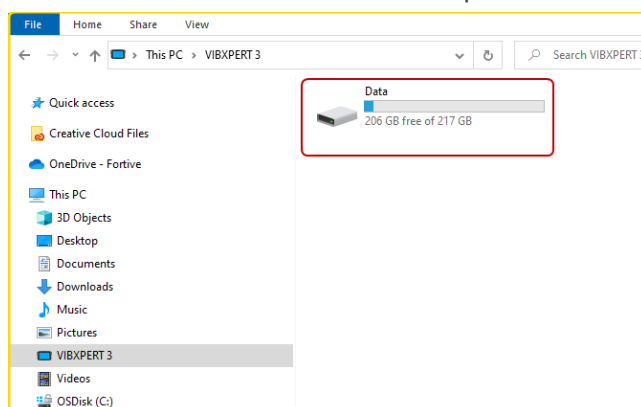 File Home Share View
This PC > VIBXPERT 3
Search VIBXPERT
Quick access
Creative Cloud Files
OneDrive - Fortive
This PC
3D Objects
Desktop
Documents
Downloads
Music
Pictures
VIBXPERT 3
Videos
OSDisk (C:)
Data
206 GB free of 217 GB